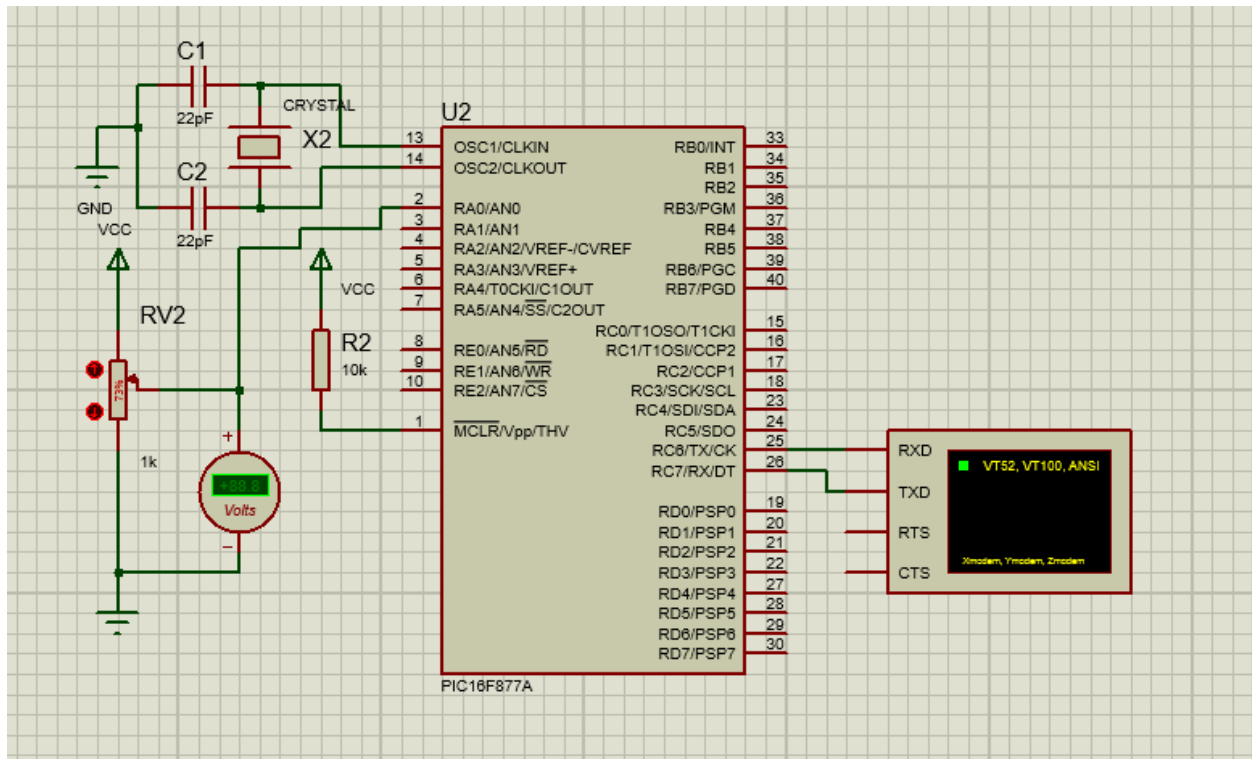 C1
22pF
CRYSTAL
X2
C2
22pF
GND
VCC
RV2
73%
1k
+88.8
Volts
+
−
VCC
R2
10k
U2
13 OSC1/CLKIN
14 OSC2/CLKOUT
2 RA0/AN0
3 RA1/AN1
4 RA2/AN2/VREF-/CVREF
5 RA3/AN3/VREF+
6 RA4/T0CKI/C1OUT
7 RA5/AN4/SS/C2OUT
8 RE0/AN5/RD
9 RE1/AN6/WR
10 RE2/AN7/CS
1 MCLR/Vpp/THV
RB0/INT 33
RB1 34
RB2 35
RB3/PGM 36
RB4 37
RB5 38
RB6/PGC 39
RB7/PGD 40
RC0/T1OSO/T1CKI 15
RC1/T1OSI/CCP2 16
RC2/CCP1 17
RC3/SCK/SCL 18
RC4/SDI/SDA 23
RC5/SDO 24
RC6/TX/CK 25
RC7/RX/DT 26
RD0/PSP0 19
RD1/PSP1 20
RD2/PSP2 21
RD3/PSP3 22
RD4/PSP4 27
RD5/PSP5 28
RD6/PSP6 29
RD7/PSP7 30
PIC16F877A
RXD
TXD
RTS
CTS
VT52, VT100, ANSI
Xmodem, Ymodem, Zmodem